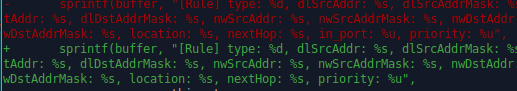 -       sprintf(buffer, "[Rule] type: %d, dlSrcAddr: %s, dlSrcAddrMask: %s
tAddr: %s, dlDstAddrMask: %s, nwSrcAddr: %s, nwSrcAddrMask: %s, nwDstAddr
wDstAddrMask: %s, location: %s, nextHop: %s, in_port: %u, priority: %u",
+       sprintf(buffer, "[Rule] type: %d, dlSrcAddr: %s, dlSrcAddrMask: %s
tAddr: %s, dlDstAddrMask: %s, nwSrcAddr: %s, nwSrcAddrMask: %s, nwDstAddr
wDstAddrMask: %s, location: %s, nextHop: %s, priority: %u",